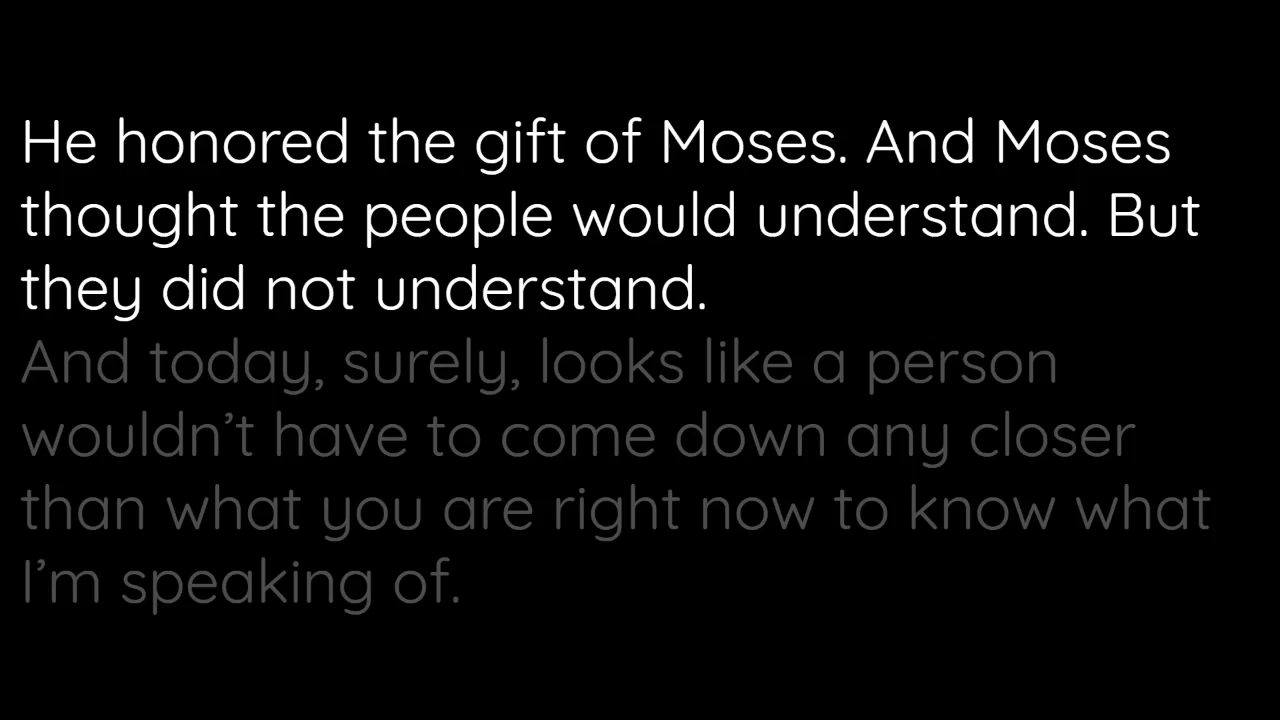 He honored the gift of Moses. And Moses
thought the people would understand. But
they did not understand.
And today, surely, looks like a person
wouldn’t have to come down any closer
than what you are right now to know what
I’m speaking of.